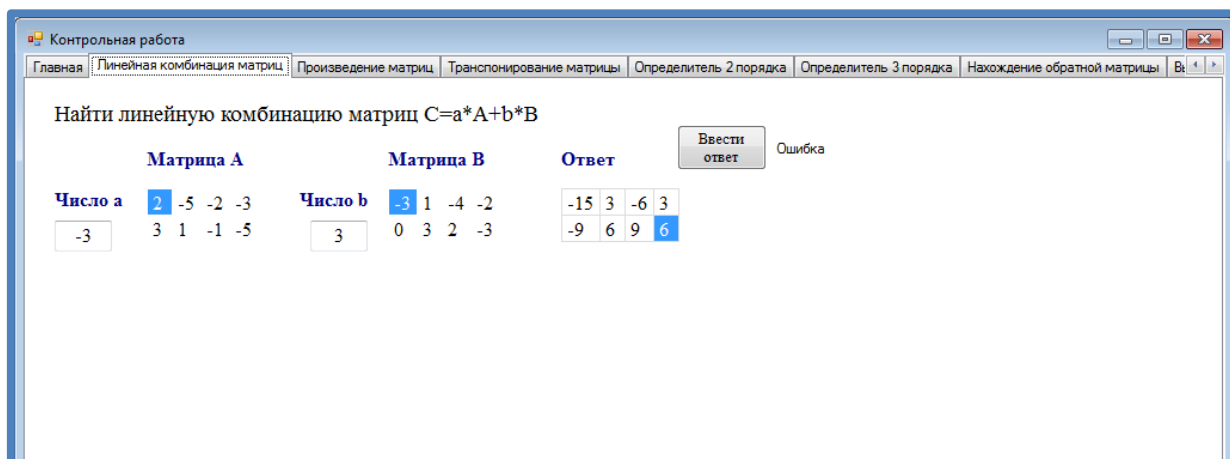 Контрольная работа
Главная Линейная комбинация матриц Произведение матриц Транспонирование матрицы Определитель 2 порядка Определитель 3 порядка Нахождение обратной матрицы
Найти линейную комбинацию матриц C=a*A+b*B
Ввести
ответ
Ошибка
Матрица А Матрица В Ответ
Число a 2 -5 -2 -3 Число b -3 1 -4 -2 -15 3 -6 3
-3 3 1 -1 -5 3 0 3 2 -3 -9 6 9 6